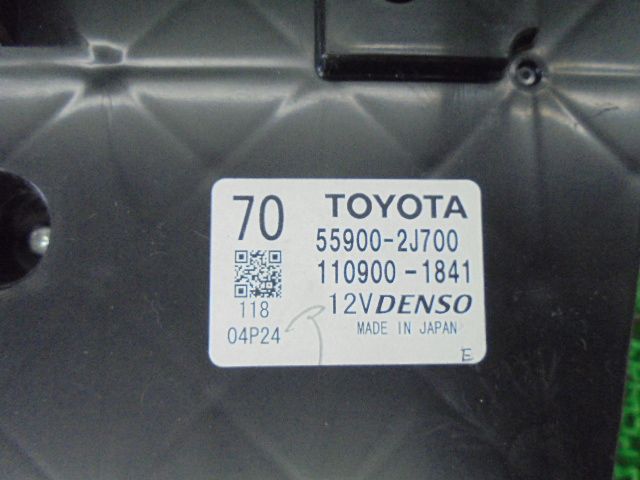 70 TOYOTA
55900-2J700
110900-1841
118 12V DENSO
04P24 MADE IN JAPAN
E